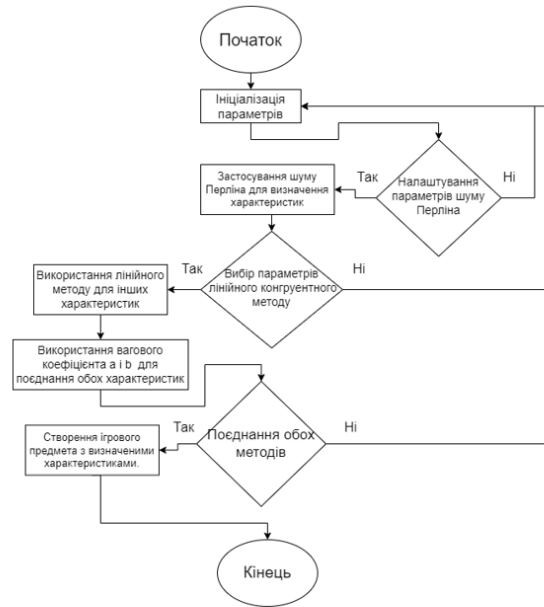 Початок
Ініціалізація
параметрів
Застосування шуму
Перліна для визначення
характеристик
Так
Налаштування
параметрів шуму
Перліна
Ні
Використання лінійного
методу для інших
характеристик
Так
Вибір параметрів
лінійного конгруентного
методу
Ні
Використання вагового
коефіцієнта a і b для
поєднання обох характеристик
Створення ігрового
предмета з визначеними
характеристиками.
Так
Поєднання обох
методів
Ні
Кінець